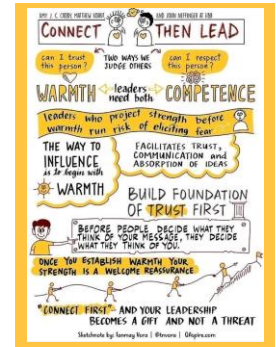 AMY J. C. CUDDY, MATTHEW KOHUT, AND JOHN NEFFINGER AT HBR
CONNECT THEN LEAD
can I trust this person?
TWO WAYS WE JUDGE OTHERS
can I respect this person?
WARMTH
leaders need both
COMPETENCE
leaders who project strength before
warmth run risk of eliciting fear
THE WAY TO
INFLUENCE
is to begin with
WARMTH
FACILITATES TRUST,
COMMUNICATION and
ABSORPTION OF IDEAS
BUILD FOUNDATION
OF TRUST FIRST
BEFORE PEOPLE DECIDE WHAT THEY
THINK OF YOUR MESSAGE, THEY DECIDE
WHAT THEY THINK OF YOU.
ONCE YOU ESTABLISH WARMTH YOUR
STRENGTH IS A WELCOME REASSURANCE
"CONNECT FIRST" AND YOUR LEADERSHIP
BECOMES A GIFT AND NOT A THREAT
Sketchnote by: Tanmay Vora | @tnvora | QAspire.com